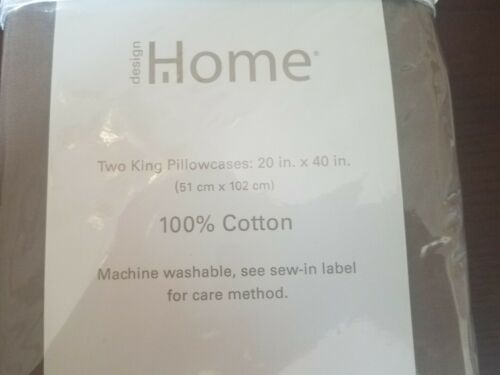 design
Home®
Two King Pillowcases: 20 in. x 40 in.
(51 cm x 102 cm)
100% Cotton
Machine washable, see sew-in label
for care method.